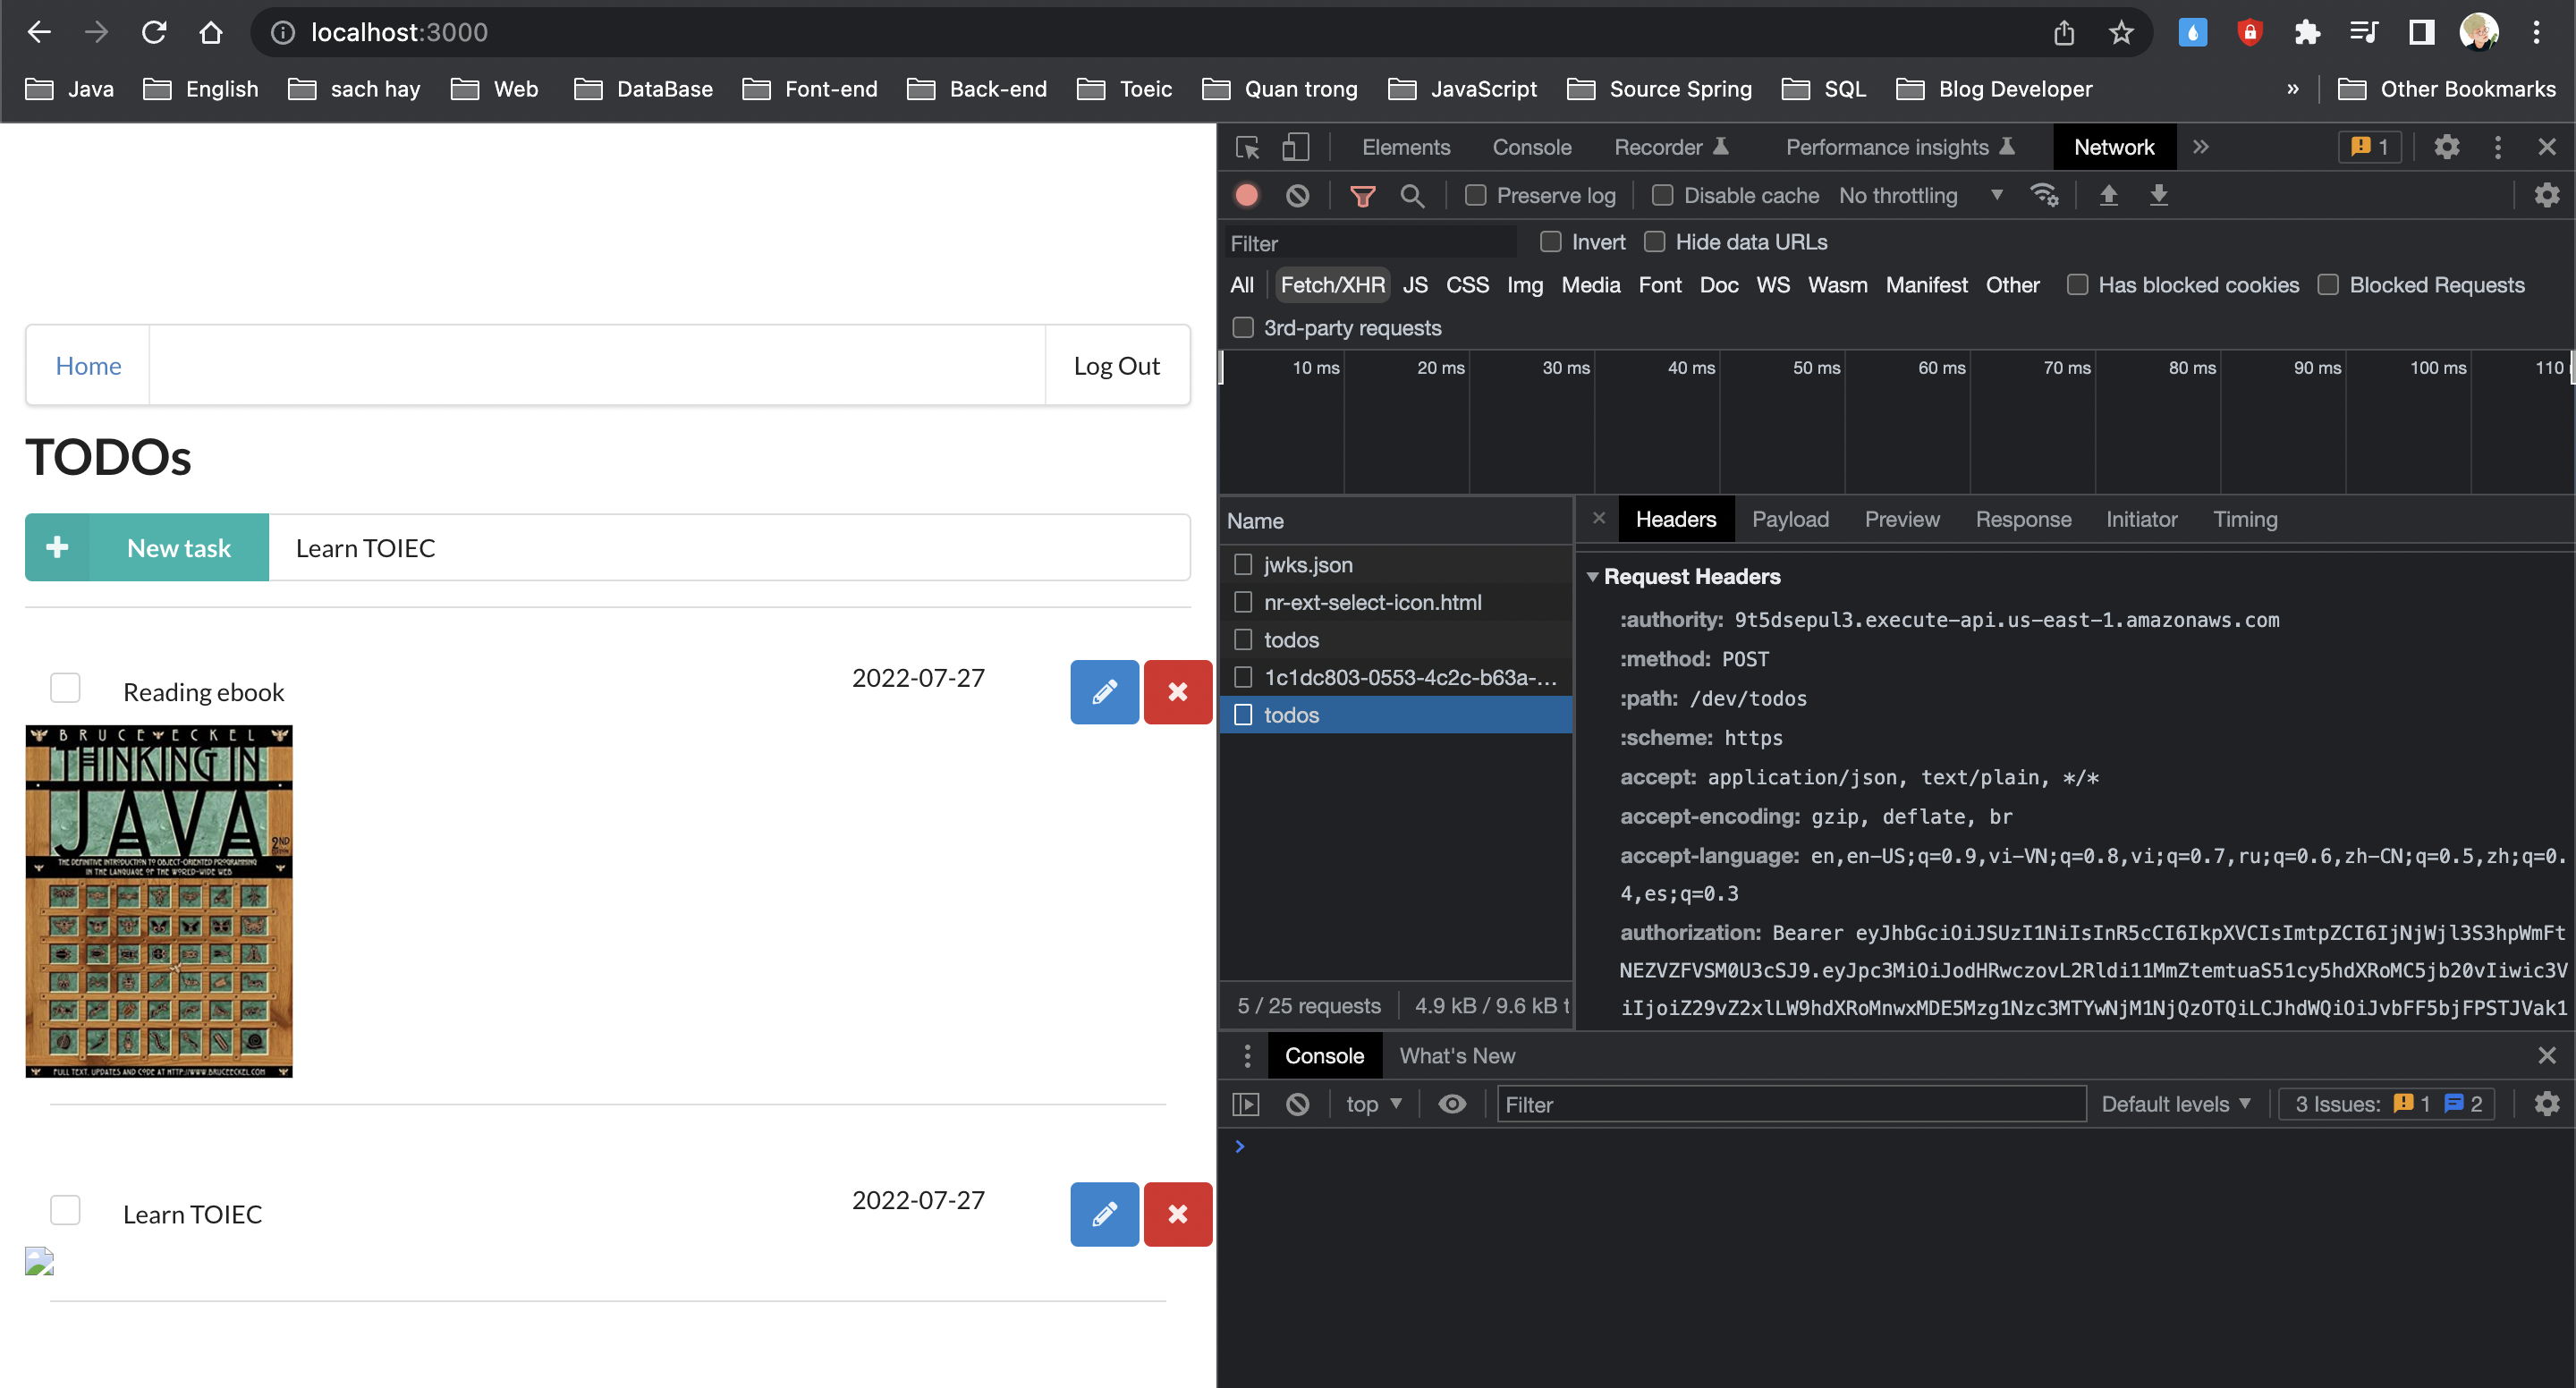 localhost:3000
Java English sach hay Web DataBase Font-end Back-end Toeic Quan trong JavaScript Source Spring SQL Blog Developer » Other Bookmarks
Home Log Out
TODOs
New task Learn TOIEC
Reading ebook 2022-07-27
BRUCE ECKEL
THINKING IN
JAVA
2ND
THE DEFINITIVE INTRODUCTION TO OBJECT-ORIENTED PROGRAMMING
IN THE LANGUAGE OF THE WORLD-WIDE WEB
FULL TEXT, UPDATES AND CODE AT HTTP://WWW.BRUCEECKEL.COM
Learn TOIEC 2022-07-27
Elements Console Recorder Performance insights Network » 1
Preserve log Disable cache No throttling
Filter Invert Hide data URLs
All Fetch/XHR JS CSS Img Media Font Doc WS Wasm Manifest Other Has blocked cookies Blocked Requests
3rd-party requests
10 ms 20 ms 30 ms 40 ms 50 ms 60 ms 70 ms 80 ms 90 ms 100 ms 110
Name
jwks.json
nr-ext-select-icon.html
todos
1c1dc803-0553-4c2c-b63a-...
todos
5 / 25 requests 4.9 kB / 9.6 kB t
Headers Payload Preview Response Initiator Timing
Request Headers
:authority: 9t5dsepul3.execute-api.us-east-1.amazonaws.com
:method: POST
:path: /dev/todos
:scheme: https
accept: application/json, text/plain, */*
accept-encoding: gzip, deflate, br
accept-language: en,en-US;q=0.9,vi-VN;q=0.8,vi;q=0.7,ru;q=0.6,zh-CN;q=0.5,zh;q=0.
4,es;q=0.3
authorization: Bearer eyJhbGciOiJSUzI1NiIsInR5cCI6IkpXVCIsImtpZCI6IjNjWjl3S3hpWmFt
NEZVZFVSM0U3cSJ9.eyJpc3MiOiJodHRwczovL2Rldi11MmZtemtuaS51cy5hdXRoMC5jb20vIiwic3V
iIjoiZ29vZ2xlLW9hdXRoMnwxMDE5Mzg1Nzc3MTYwNjM1NjQzOTQiLCJhdWQiOiJvbFF5bjFPSTJVak1
Console What's New
top Filter Default levels 3 Issues: 1 2